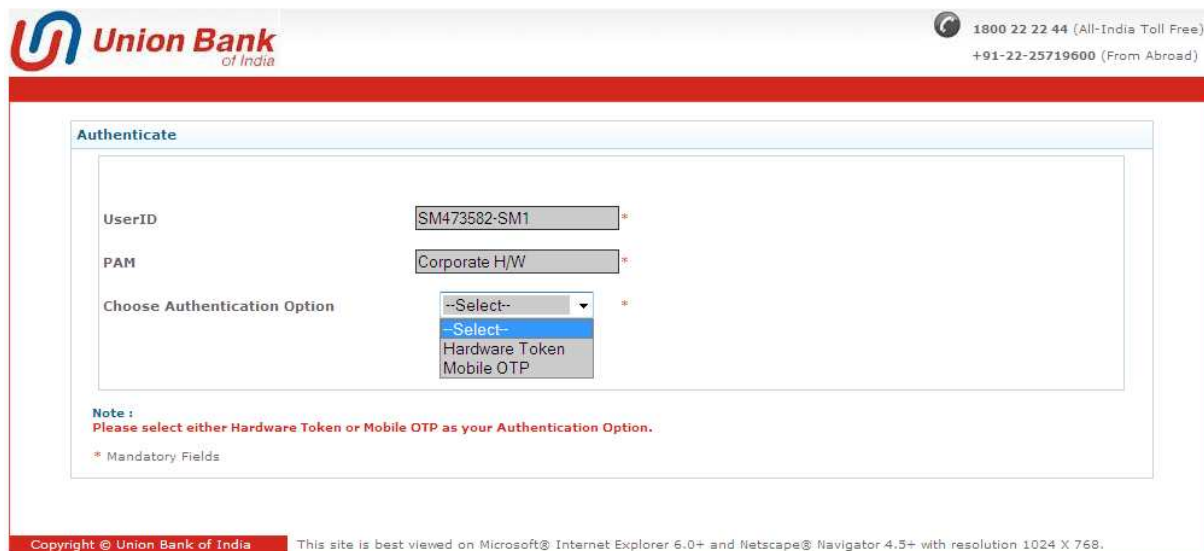 Union Bank
of India
1800 22 22 44 (All-India Toll Free)
+91-22-25719600 (From Abroad)
Authenticate
UserID SM473582-SM1 *
PAM Corporate H/W *
Choose Authentication Option --Select-- *
--Select--
Hardware Token
Mobile OTP
Note :
Please select either Hardware Token or Mobile OTP as your Authentication Option.
* Mandatory Fields
Copyright © Union Bank of India This site is best viewed on Microsoft® Internet Explorer 6.0+ and Netscape® Navigator 4.5+ with resolution 1024 X 768.